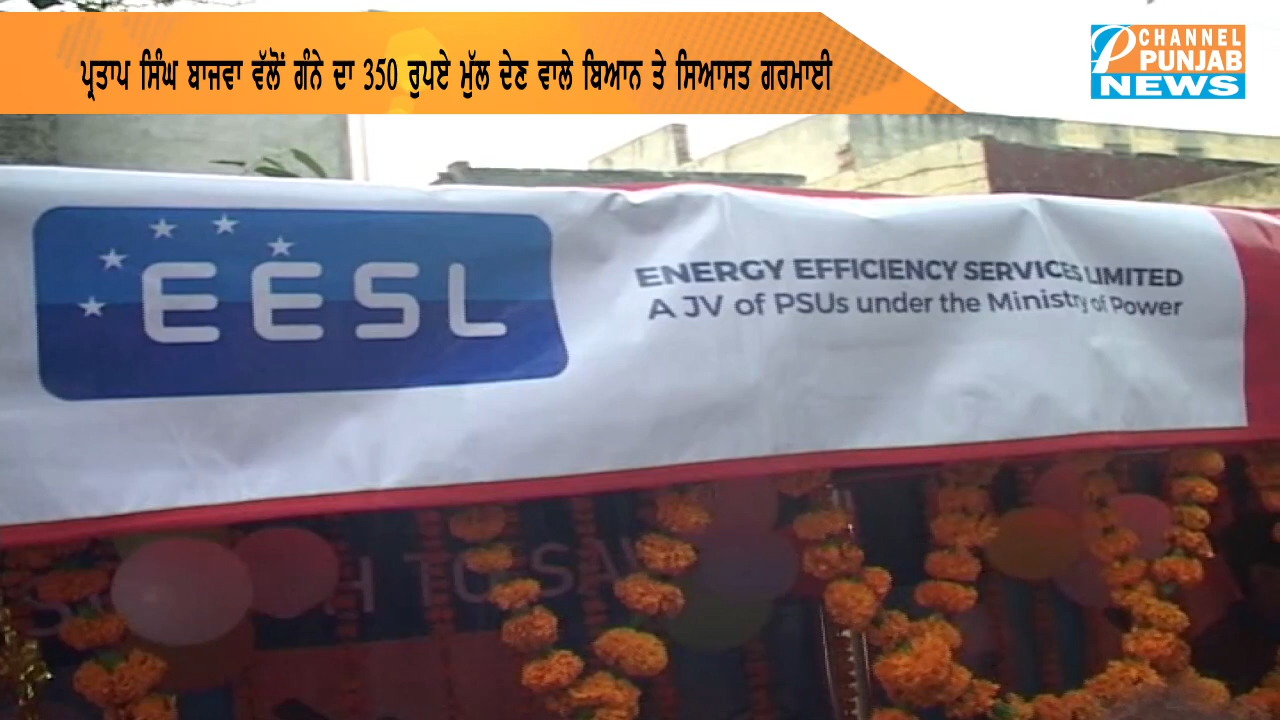 ਪ੍ਰਤਾਪ ਸਿੰਘ ਬਾਜਵਾ ਵੱਲੋਂ ਗੰਨੇ ਦਾ 350 ਰੁਪਏ ਮੁੱਲ ਦੇਣ ਵਾਲੇ ਬਿਆਨ ਤੇ ਸਿਆਸਤ ਗਰਮਾਈ
CHANNEL
PUNJAB
NEWS
EESL
ENERGY EFFICIENCY SERVICES LIMITED
A JV of PSUs under the Ministry of Power
TO